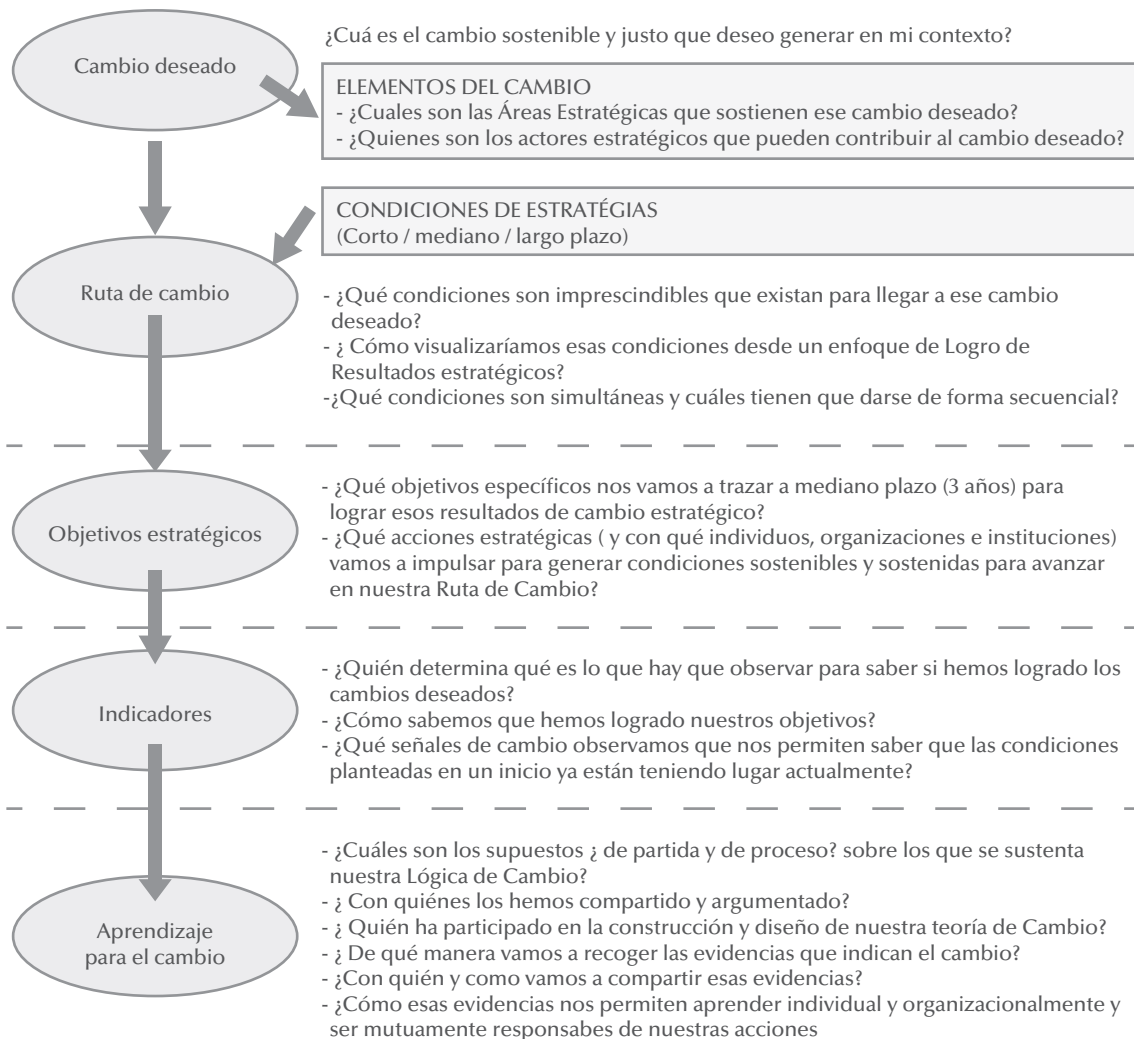 Cambio deseado
¿Cuá es el cambio sostenible y justo que deseo generar en mi contexto?
ELEMENTOS DEL CAMBIO
- ¿Cuales son las Áreas Estratégicas que sostienen ese cambio deseado?
- ¿Quienes son los actores estratégicos que pueden contribuir al cambio deseado?
CONDICIONES DE ESTRATÉGIAS
(Corto / mediano / largo plazo)
Ruta de cambio
- ¿Qué condiciones son imprescindibles que existan para llegar a ese cambio
deseado?
- ¿ Cómo visualizaríamos esas condiciones desde un enfoque de Logro de
Resultados estratégicos?
-¿Qué condiciones son simultáneas y cuáles tienen que darse de forma secuencial?
Objetivos estratégicos
- ¿Qué objetivos específicos nos vamos a trazar a mediano plazo (3 años) para
lograr esos resultados de cambio estratégico?
- ¿Qué acciones estratégicas ( y con qué individuos, organizaciones e instituciones)
vamos a impulsar para generar condiciones sostenibles y sostenidas para avanzar
en nuestra Ruta de Cambio?
Indicadores
- ¿Quién determina qué es lo que hay que observar para saber si hemos logrado los
cambios deseados?
- ¿Cómo sabemos que hemos logrado nuestros objetivos?
- ¿Qué señales de cambio observamos que nos permiten saber que las condiciones
planteadas en un inicio ya están teniendo lugar actualmente?
Aprendizaje
para el cambio
- ¿Cuáles son los supuestos ¿ de partida y de proceso? sobre los que se sustenta
nuestra Lógica de Cambio?
- ¿ Con quiénes los hemos compartido y argumentado?
- ¿ Quién ha participado en la construcción y diseño de nuestra teoría de Cambio?
- ¿ De qué manera vamos a recoger las evidencias que indican el cambio?
- ¿Con quién y como vamos a compartir esas evidencias?
- ¿Cómo esas evidencias nos permiten aprender individual y organizacionalmente y
ser mutuamente responsabes de nuestras acciones